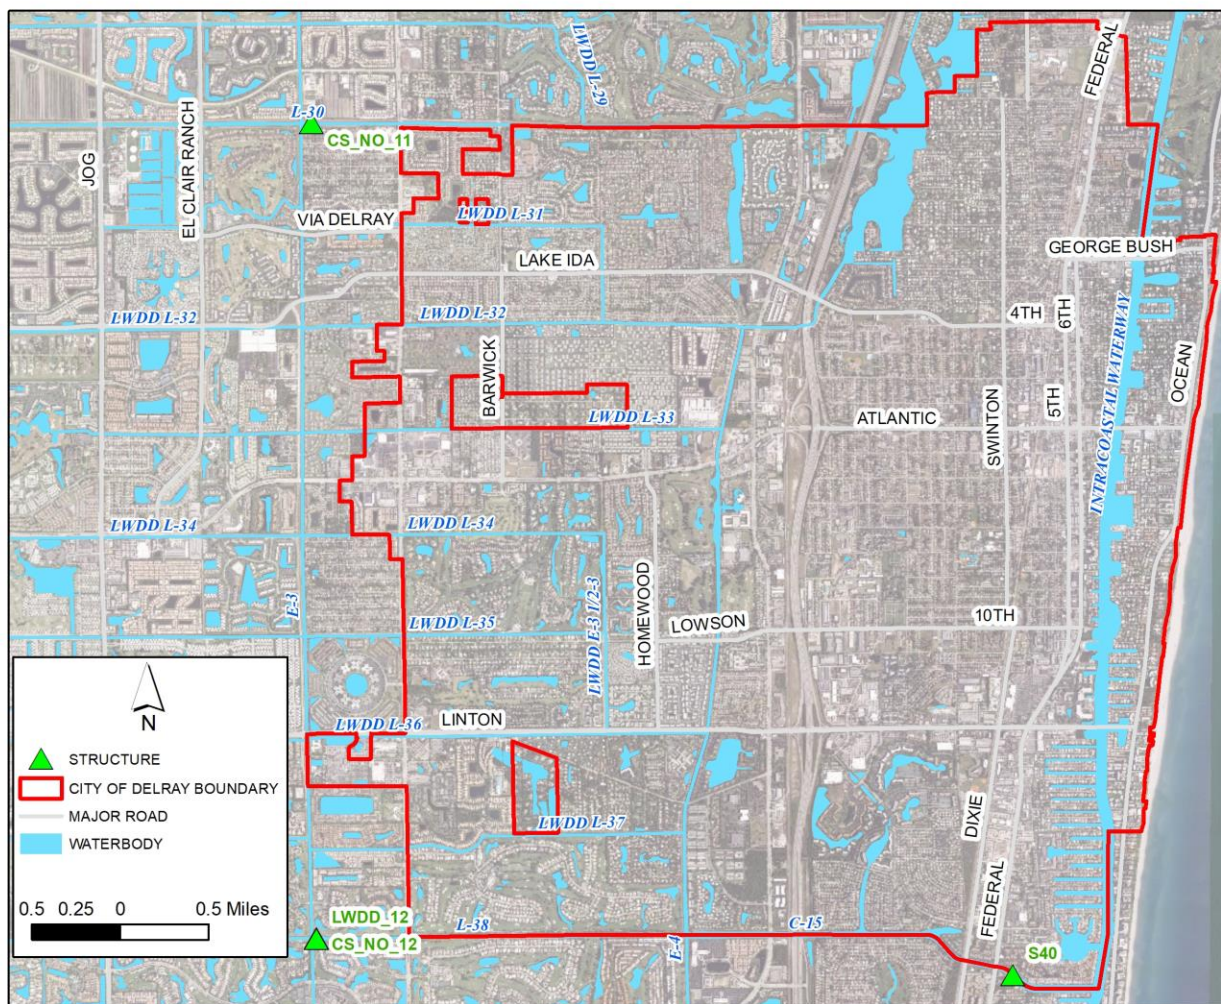 LWDD L-29
FEDERAL
L-30
CS_NO_11
JOG
EL CLAIR RANCH
VIA DELRAY
LWDD L-31
LAKE IDA
GEORGE BUSH
LWDD L-32
LWDD L-32
4TH
6TH
INTRACOASTAL WATERWAY
OCEAN
BARWICK
LWDD L-33
ATLANTIC
SWINTON
5TH
LWDD L-34
LWDD L-34
E-3
LWDD L-35
LWDD E-3 1/2-3
HOMEWOOD
LOWSON
10TH
LWDD L-36
LINTON
LWDD L-37
DIXIE
FEDERAL
LWDD_12
CS_NO_12
L-38
E-4
C-15
S40
N
STRUCTURE
CITY OF DELRAY BOUNDARY
MAJOR ROAD
WATERBODY
0.5 0.25 0 0.5 Miles